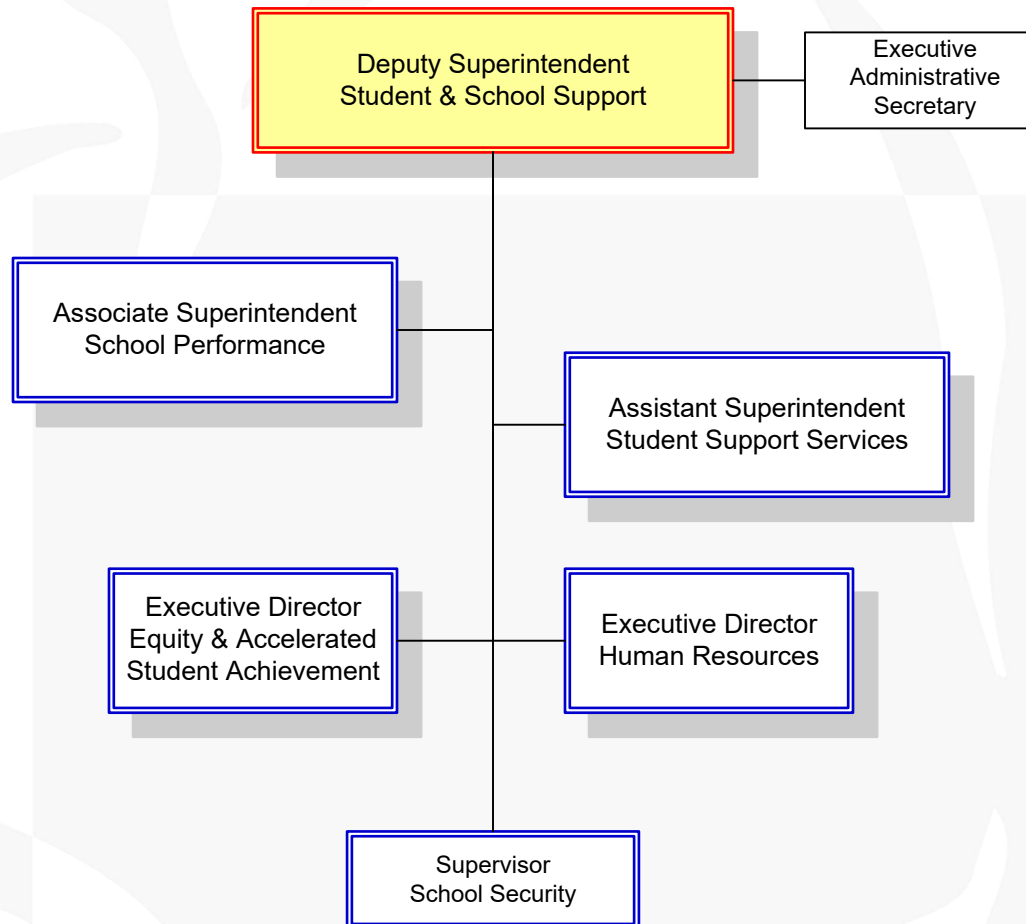 Deputy Superintendent
Student & School Support
Executive
Administrative
Secretary
Associate Superintendent
School Performance
Assistant Superintendent
Student Support Services
Executive Director
Equity & Accelerated
Student Achievement
Executive Director
Human Resources
Supervisor
School Security